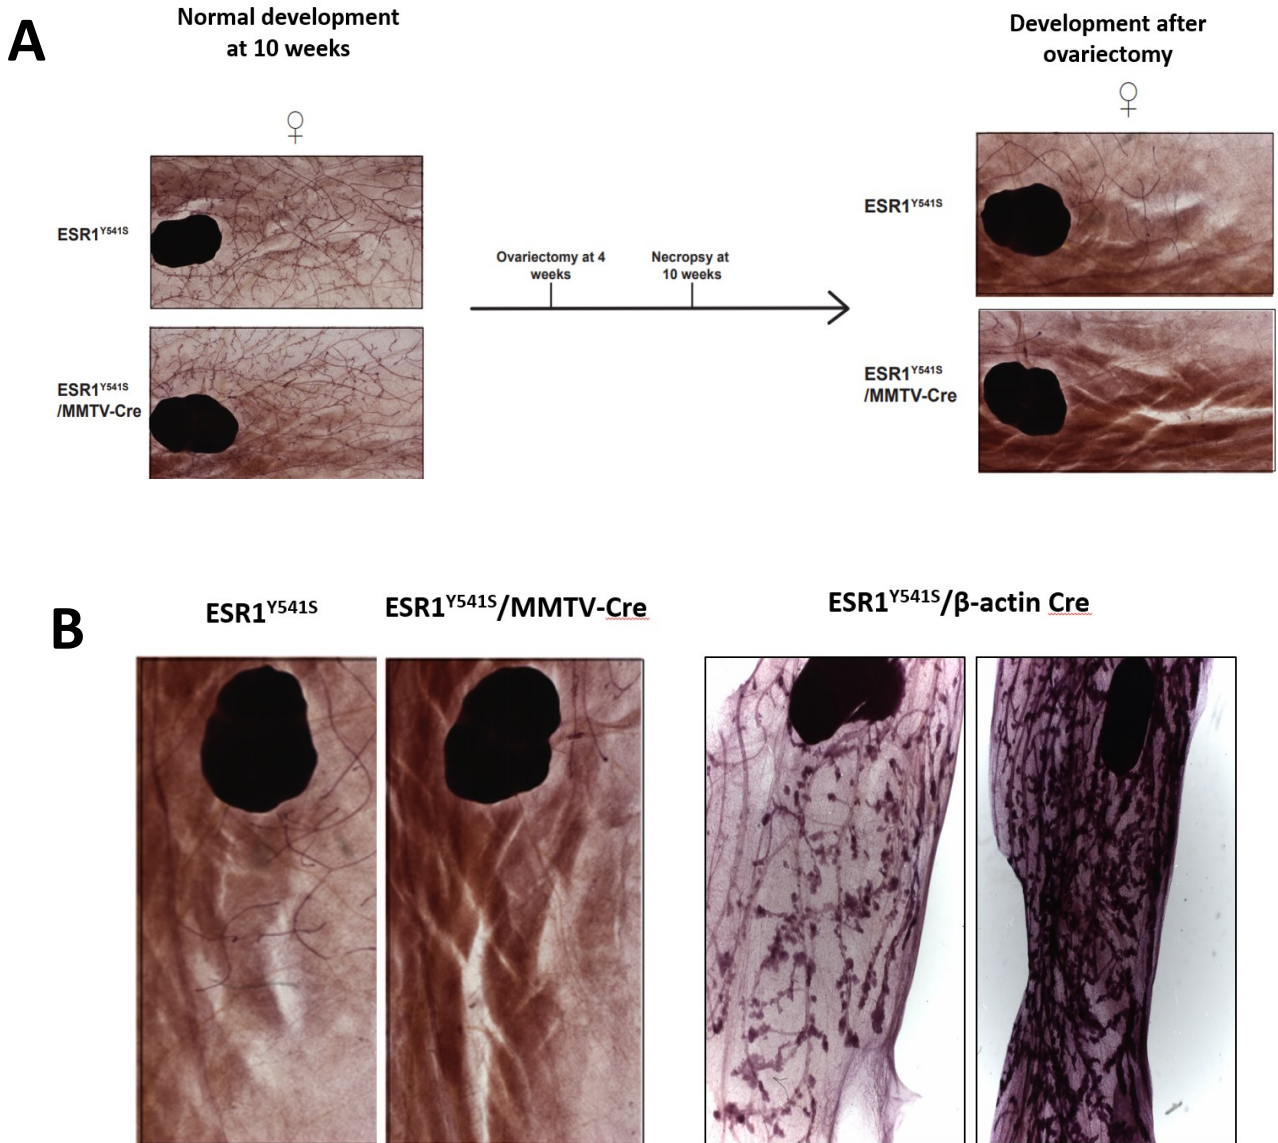 A
Normal development
at 10 weeks
♀
ESR1Y541S
ESR1Y541S
/MMTV-Cre
Ovariectomy at 4
weeks
Necropsy at
10 weeks
Development after
ovariectomy
♀
ESR1Y541S
ESR1Y541S
/MMTV-Cre
B
ESR1Y541S
ESR1Y541S/MMTV-Cre
ESR1Y541S/β-actin Cre